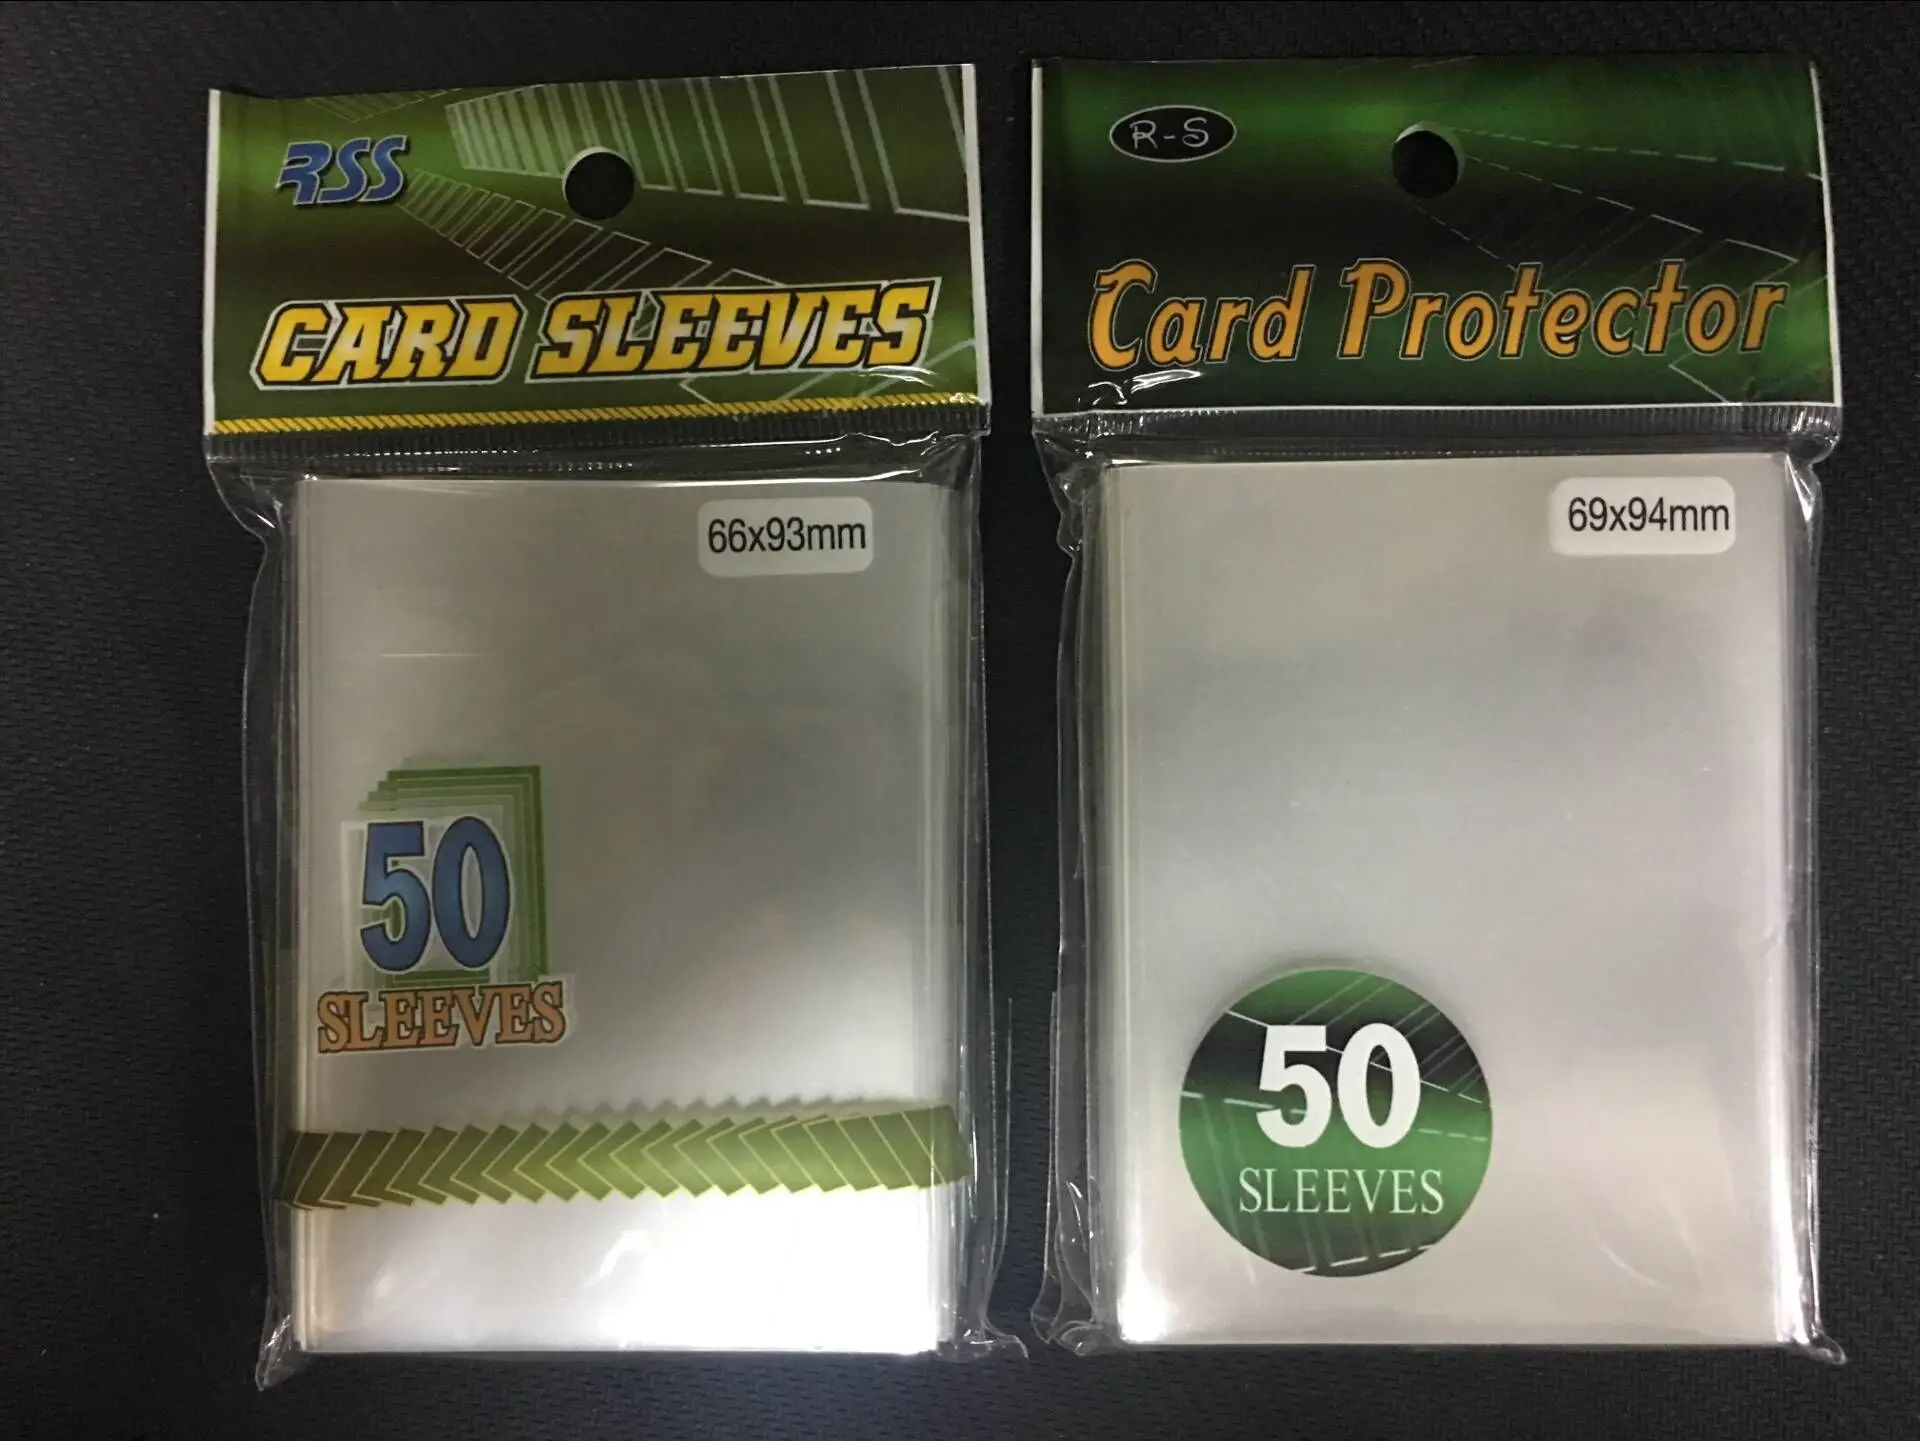 RSS
CARD SLEEVES
66x93mm
50
SLEEVES
R-S
Card Protector
69x94mm
50
SLEEVES